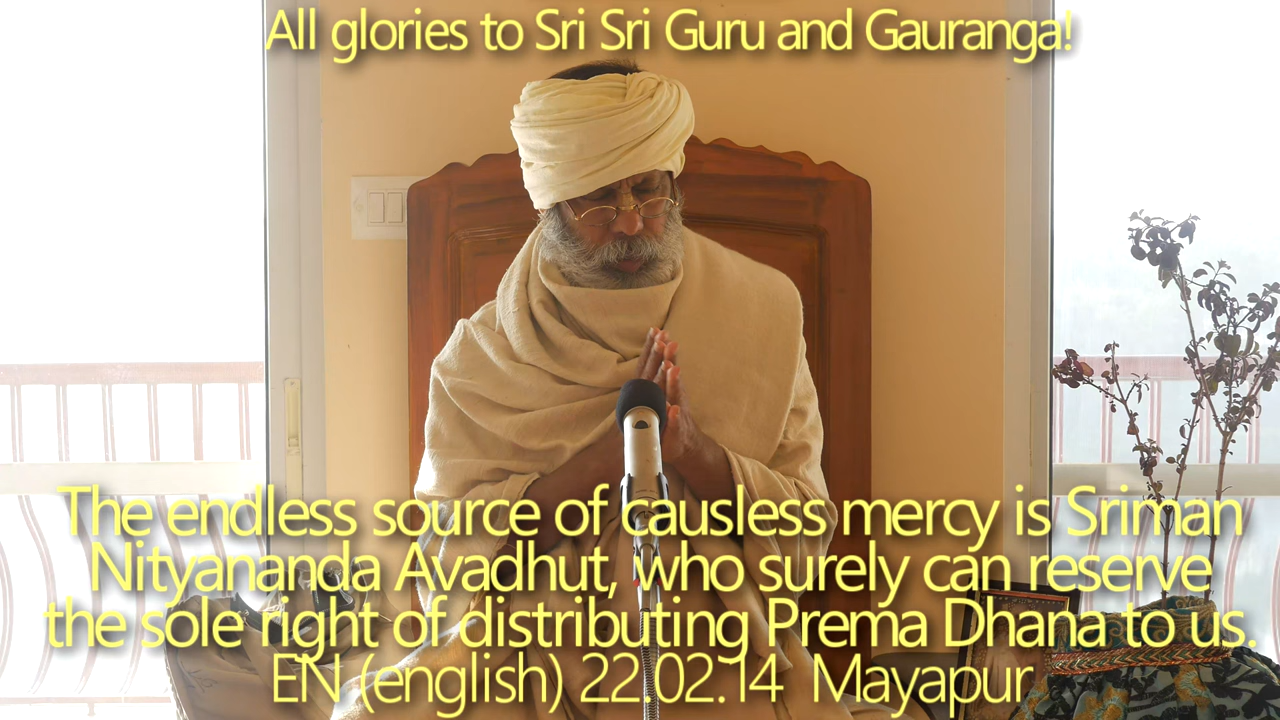 All glories to Sri Sri Guru and Gauranga!
The endless source of causless mercy is Sriman
Nityananda Avadhut, who surely can reserve
the sole right of distributing Prema Dhana to us.
EN (english) 22.02.14 Mayapur